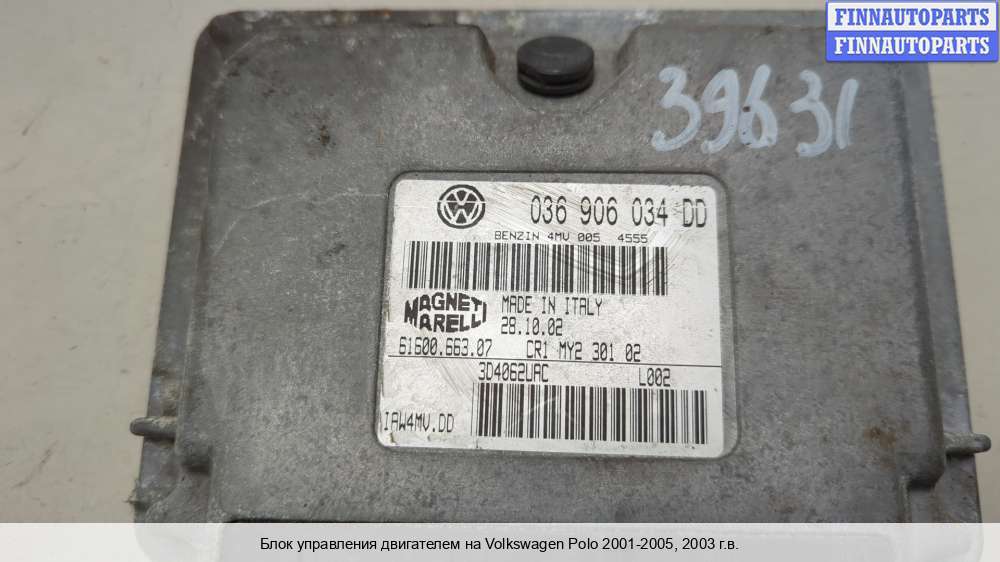 FINNAUTOPARTS
FINNAUTOPARTS
39631
036 906 034 DD
BENZIN 4MV 005 4555
MAGNETI
MARELLI
MADE IN ITALY
28.10.02
61600.663.07 CR1 MY2 301 02
3D4062UAC L002
IAW4MV.DD
Блок управления двигателем на Volkswagen Polo 2001-2005, 2003 г.в.